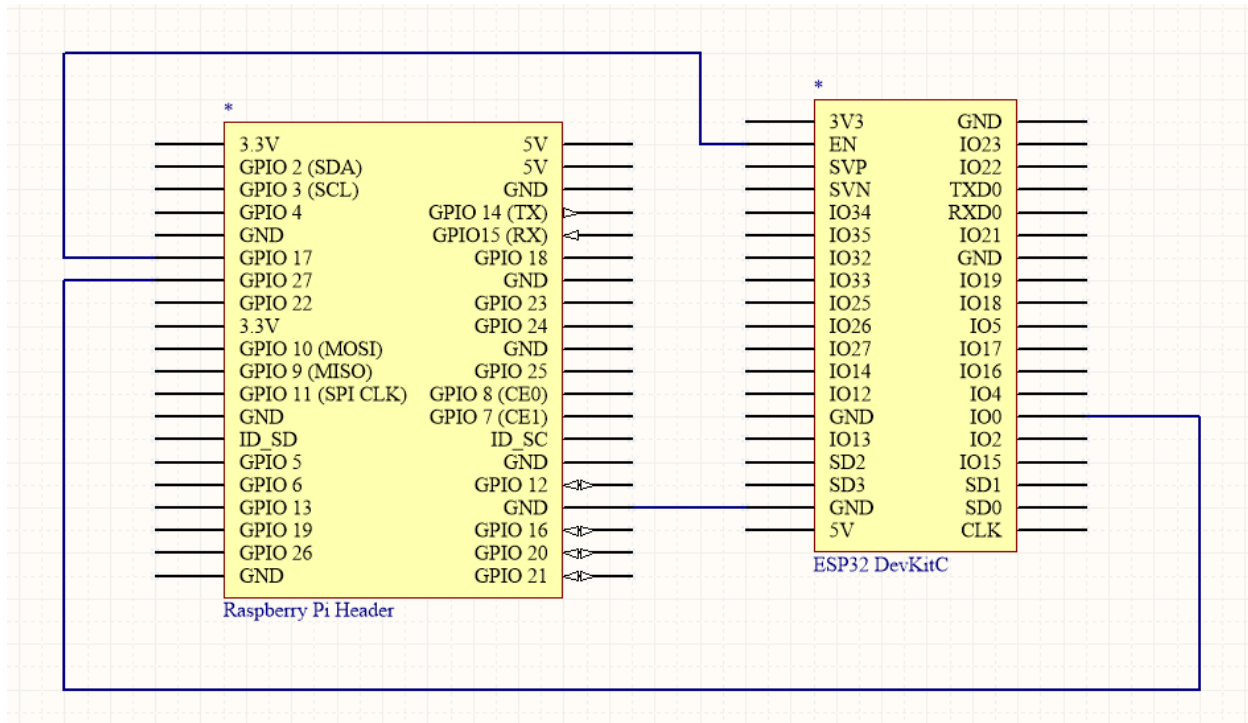 *
3.3V 5V
GPIO 2 (SDA) 5V
GPIO 3 (SCL) GND
GPIO 4 GPIO 14 (TX)
GND GPIO15 (RX)
GPIO 17 GPIO 18
GPIO 27 GND
GPIO 22 GPIO 23
3.3V GPIO 24
GPIO 10 (MOSI) GND
GPIO 9 (MISO) GPIO 25
GPIO 11 (SPI CLK) GPIO 8 (CE0)
GND GPIO 7 (CE1)
ID_SD ID_SC
GPIO 5 GND
GPIO 6 GPIO 12
GPIO 13 GND
GPIO 19 GPIO 16
GPIO 26 GPIO 20
GND GPIO 21
Raspberry Pi Header
*
3V3 GND
EN IO23
SVP IO22
SVN TXD0
IO34 RXD0
IO35 IO21
IO32 GND
IO33 IO19
IO25 IO18
IO26 IO5
IO27 IO17
IO14 IO16
IO12 IO4
GND IO0
IO13 IO2
SD2 IO15
SD3 SD1
GND SD0
5V CLK
ESP32 DevKitC